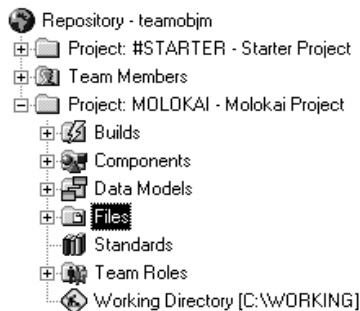 Repository - teamobjm
Project: #STARTER - Starter Project
Team Members
Project: MOLOKAI - Molokai Project
Builds
Components
Data Models
Files
Standards
Team Roles
Working Directory [C:\WORKING]